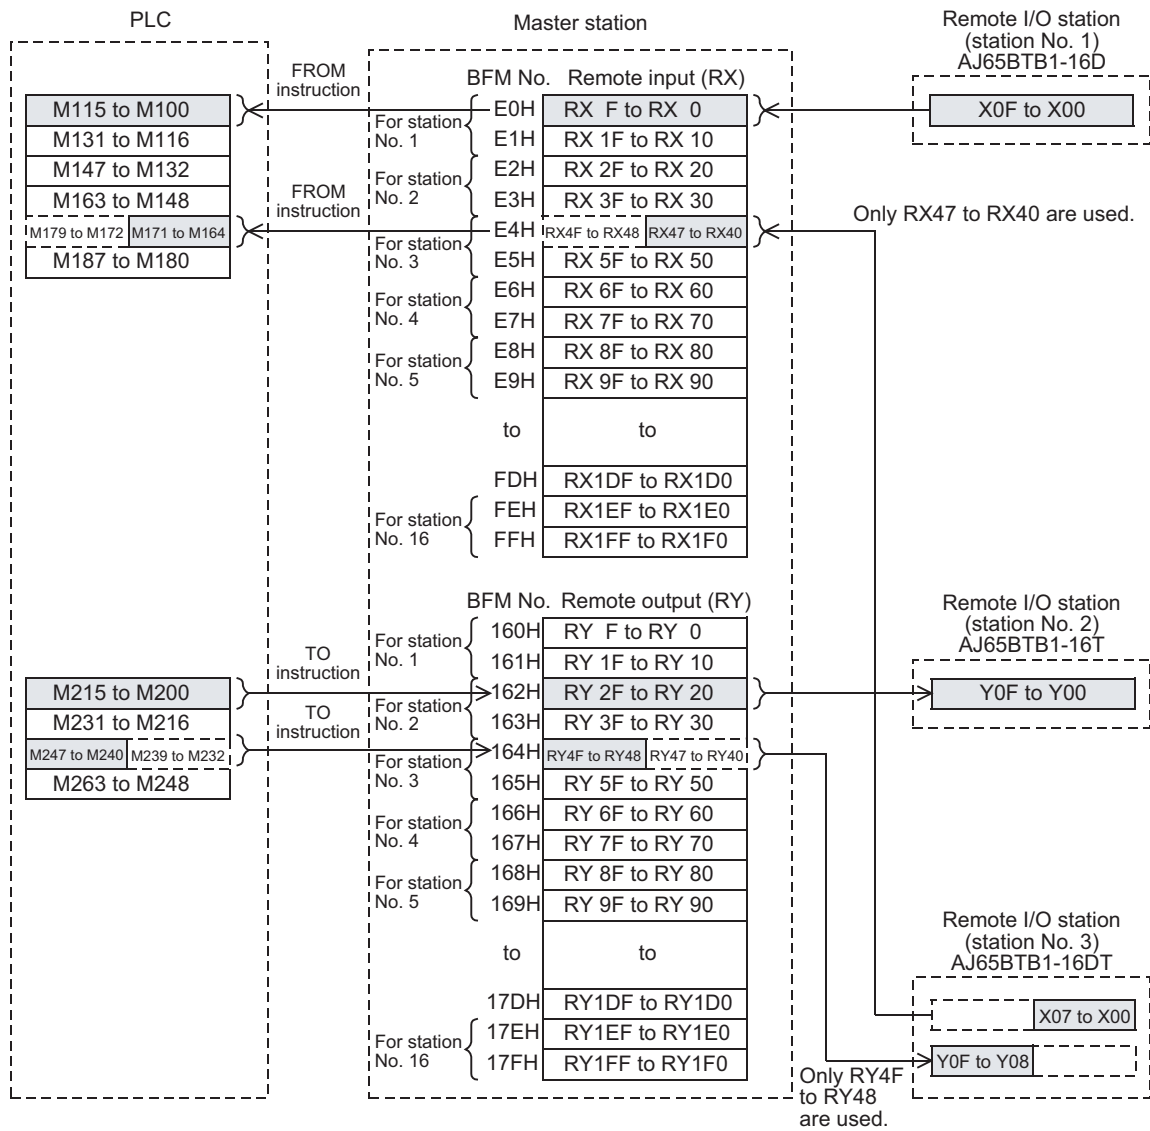 PLC
Master station
Remote I/O station
(station No. 1)
AJ65BTB1-16D
FROM
instruction
BFM No. Remote input (RX)
M115 to M100
E0H
RX F to RX 0
X0F to X00
For station
No. 1
M131 to M116
E1H
RX 1F to RX 10
M147 to M132
E2H
RX 2F to RX 20
For station
No. 2
FROM
instruction
M163 to M148
E3H
RX 3F to RX 30
Only RX47 to RX40 are used.
M179 to M172
M171 to M164
E4H
RX4F to RX48
RX47 to RX40
For station
No. 3
M187 to M180
E5H
RX 5F to RX 50
E6H
RX 6F to RX 60
For station
No. 4
E7H
RX 7F to RX 70
E8H
RX 8F to RX 80
For station
No. 5
E9H
RX 9F to RX 90
to
to
FDH
RX1DF to RX1D0
FEH
RX1EF to RX1E0
For station
No. 16
FFH
RX1FF to RX1F0
BFM No. Remote output (RY)
Remote I/O station
(station No. 2)
AJ65BTB1-16T
160H
RY F to RY 0
For station
No. 1
161H
RY 1F to RY 10
TO
instruction
M215 to M200
162H
RY 2F to RY 20
Y0F to Y00
For station
No. 2
TO
instruction
M231 to M216
163H
RY 3F to RY 30
M247 to M240
M239 to M232
164H
RY4F to RY48
RY47 to RY40
For station
No. 3
M263 to M248
165H
RY 5F to RY 50
166H
RY 6F to RY 60
For station
No. 4
167H
RY 7F to RY 70
168H
RY 8F to RY 80
For station
No. 5
169H
RY 9F to RY 90
to
to
Remote I/O station
(station No. 3)
AJ65BTB1-16DT
17DH
RY1DF to RY1D0
X07 to X00
17EH
RY1EF to RY1E0
For station
No. 16
17FH
RY1FF to RY1F0
Y0F to Y08
Only RY4F
to RY48
are used.